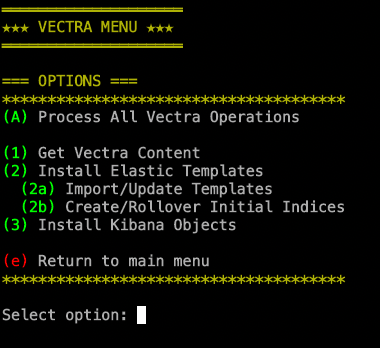 ★★★ VECTRA MENU ★★★
=== OPTIONS ===
**************************************
(A) Process All Vectra Operations
(1) Get Vectra Content
(2) Install Elastic Templates
(2a) Import/Update Templates
(2b) Create/Rollover Initial Indices
(3) Install Kibana Objects
(e) Return to main menu
**************************************
Select option: